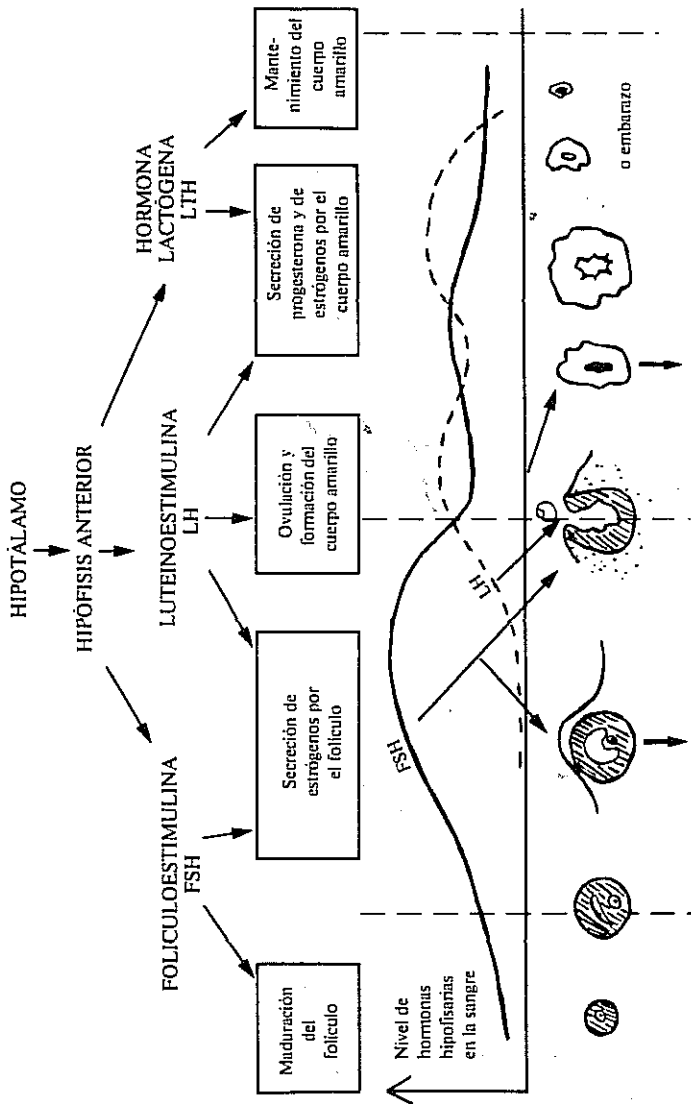 HIPOTÁLAMO
HIPÓFISIS ANTERIOR
FOLICULOESTIMULINA
FSH
LUTEINOESTIMULINA
LH
HORMONA
LACTÓGENA
LTH
Maduración
del
folículo
Secreción de
estrógenos por
el folículo
Ovulación y
formación del
cuerpo amarillo
Secreción de
progesterona y de
estrógenos por el
cuerpo amarillo
Mante-
nimiento del
cuerpo
amarillo
Nivel de
hormonas
hipofisarias
en la sangre
FSH
LH
o embarazo